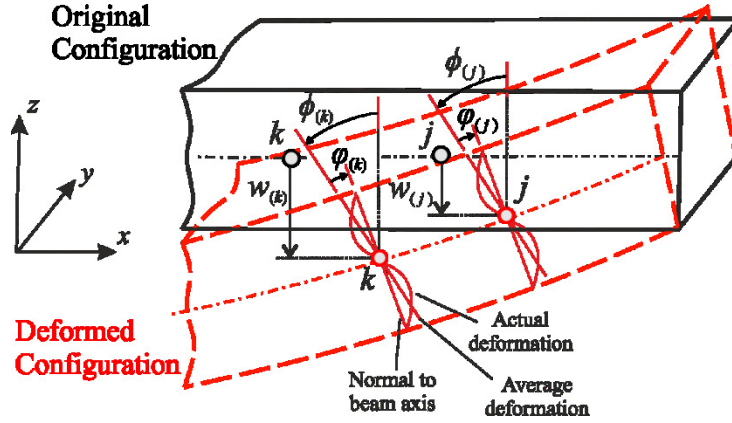 Original
Configuration
ϕ(j)
ϕ(k)
k
j
φ(j)
φ(k)
z
y
x
w(k)
w(j)
j
k
Deformed
Configuration
Actual
deformation
Normal to
beam axis
Average
deformation